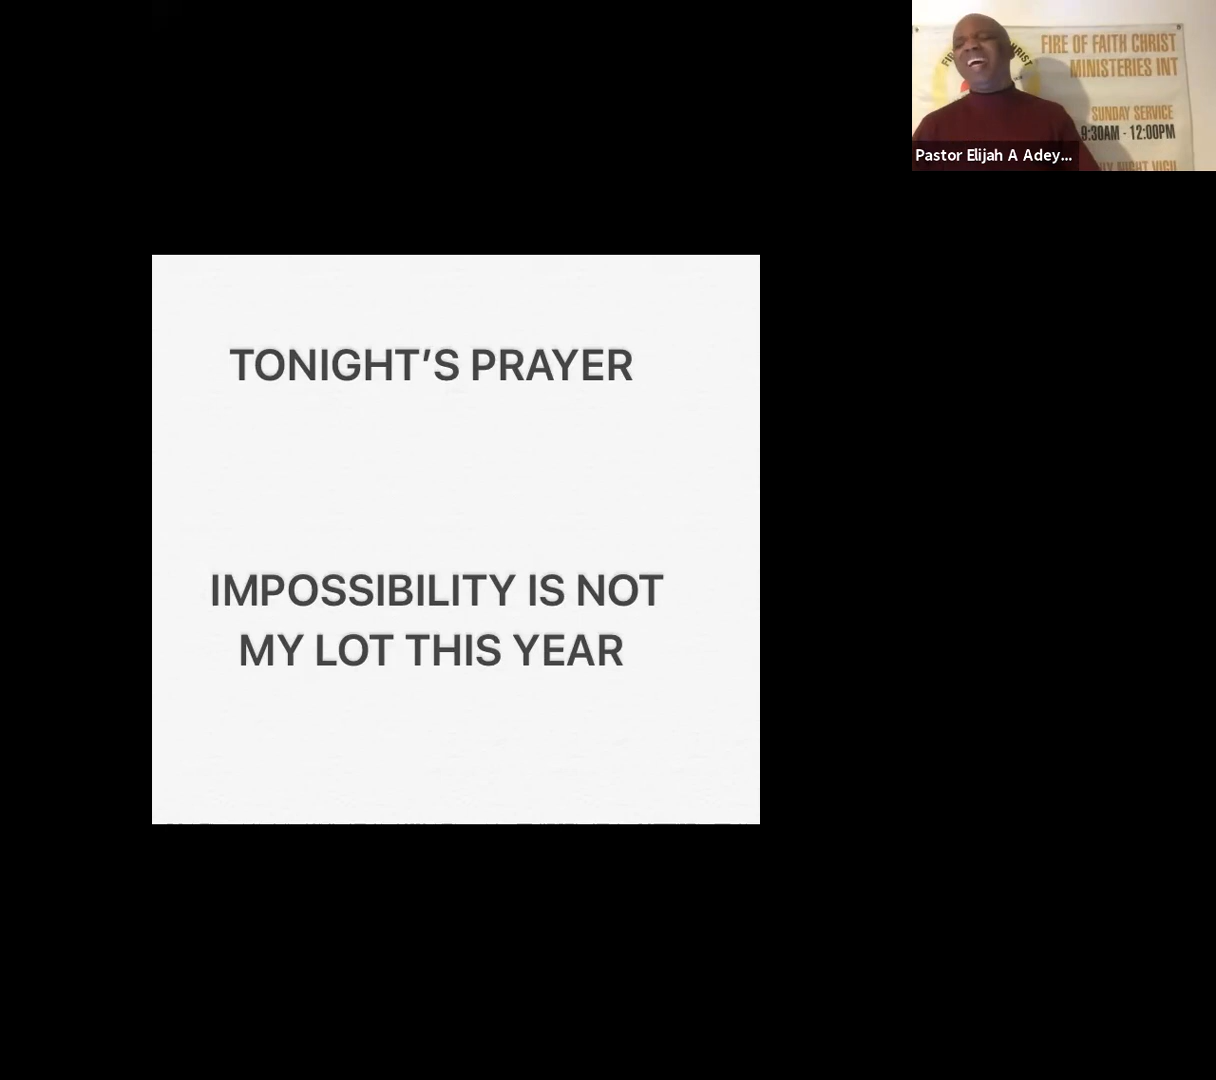 FIRE OF FAITH CHRIST
MINISTERIES INT
SUNDAY SERVICE
9:30AM - 12:00PM
Pastor Elijah A Adey...
TONIGHT’S PRAYER
IMPOSSIBILITY IS NOT
MY LOT THIS YEAR